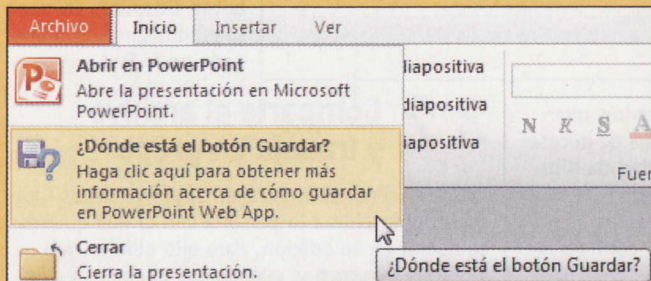 Archivo Inicio Insertar Ver
Abrir en PowerPoint
Abre la presentación en Microsoft
PowerPoint.
¿Dónde está el botón Guardar?
Haga clic aquí para obtener más
información acerca de cómo guardar
en PowerPoint Web App.
Cerrar
Cierra la presentación.
liapositiva
diapositiva
iapositiva
N K S A
Fuer
¿Dónde está el botón Guardar?